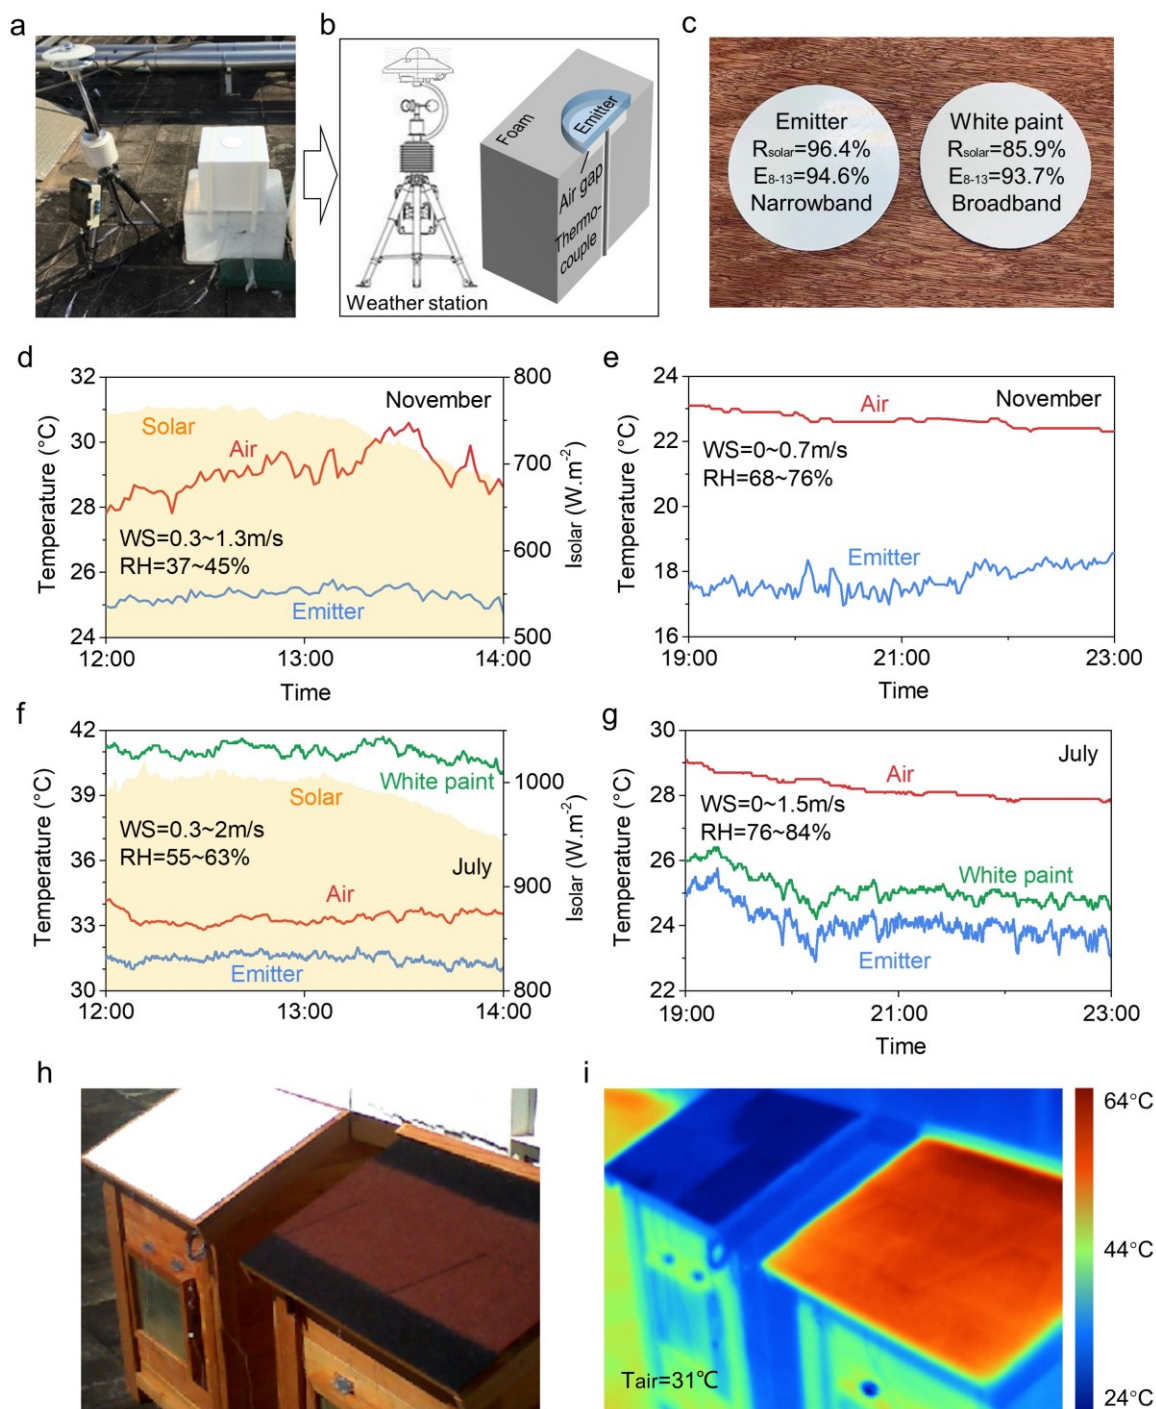 a
b
c
Foam
Emitter
Air gap
Thermo-
couple
Weather station
Emitter
Rsolar=96.4%
E8-13=94.6%
Narrowband
White paint
Rsolar=85.9%
E8-13=93.7%
Broadband
d
32
30
28
26
24
Temperature (°C)
800
700
600
500
Isolar (W.m-2)
November
Solar
Air
WS=0.3~1.3m/s
RH=37~45%
Emitter
12:00
13:00
14:00
Time
e
24
22
20
18
16
Temperature (°C)
November
Air
WS=0~0.7m/s
RH=68~76%
Emitter
19:00
21:00
23:00
Time
f
42
39
36
33
30
Temperature (°C)
1000
900
800
Isolar (W.m-2)
White paint
Solar
WS=0.3~2m/s
RH=55~63%
July
Air
Emitter
12:00
13:00
14:00
Time
g
30
28
26
24
22
Temperature (°C)
July
Air
WS=0~1.5m/s
RH=76~84%
White paint
Emitter
19:00
21:00
23:00
Time
h
i
64°C
44°C
24°C
Tair=31℃